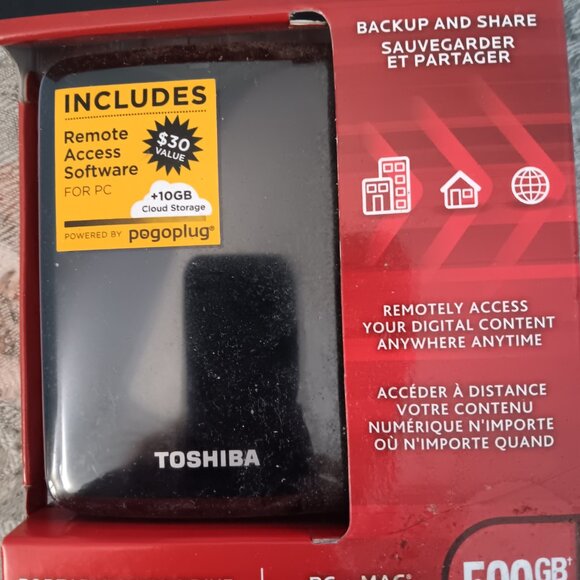 BACKUP AND SHARE
SAUVEGARDER
ET PARTAGER
INCLUDES
Remote
Access
Software
FOR PC
$30
VALUE
+10GB
Cloud Storage
POWERED BY pogoplug®
REMOTELY ACCESS
YOUR DIGITAL CONTENT
ANYWHERE ANYTIME
ACCÉDER À DISTANCE
VOTRE CONTENU
NUMÉRIQUE N'IMPORTE
OÙ N'IMPORTE QUAND
TOSHIBA
MAC®
500GB†